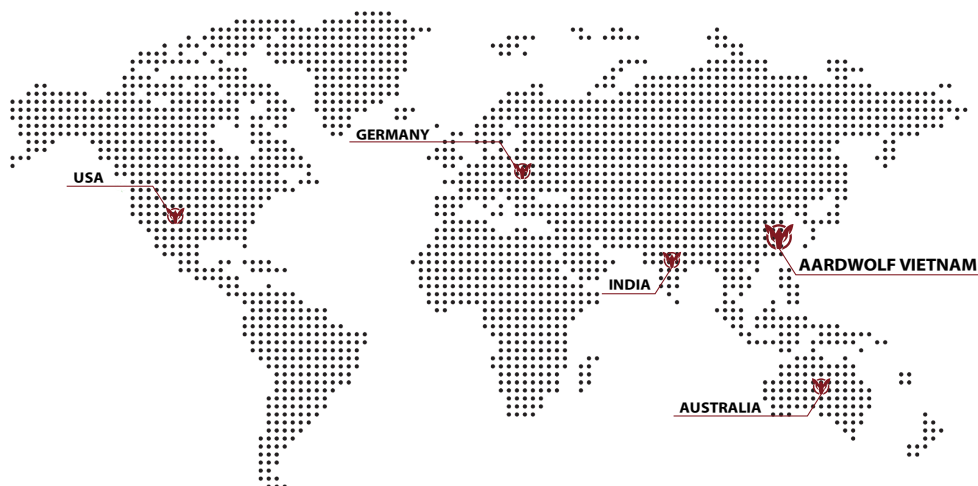 GERMANY
USA
AARDWOLF VIETNAM
INDIA
AUSTRALIA